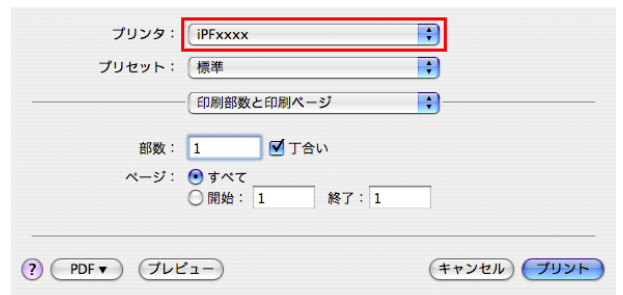 プリンタ： iPFxxxx
プリセット： 標準
印刷部数と印刷ページ
部数： 1 丁合い
ページ： すべて
開始： 1 終了： 1
? PDF▼ プレビュー キャンセル プリント